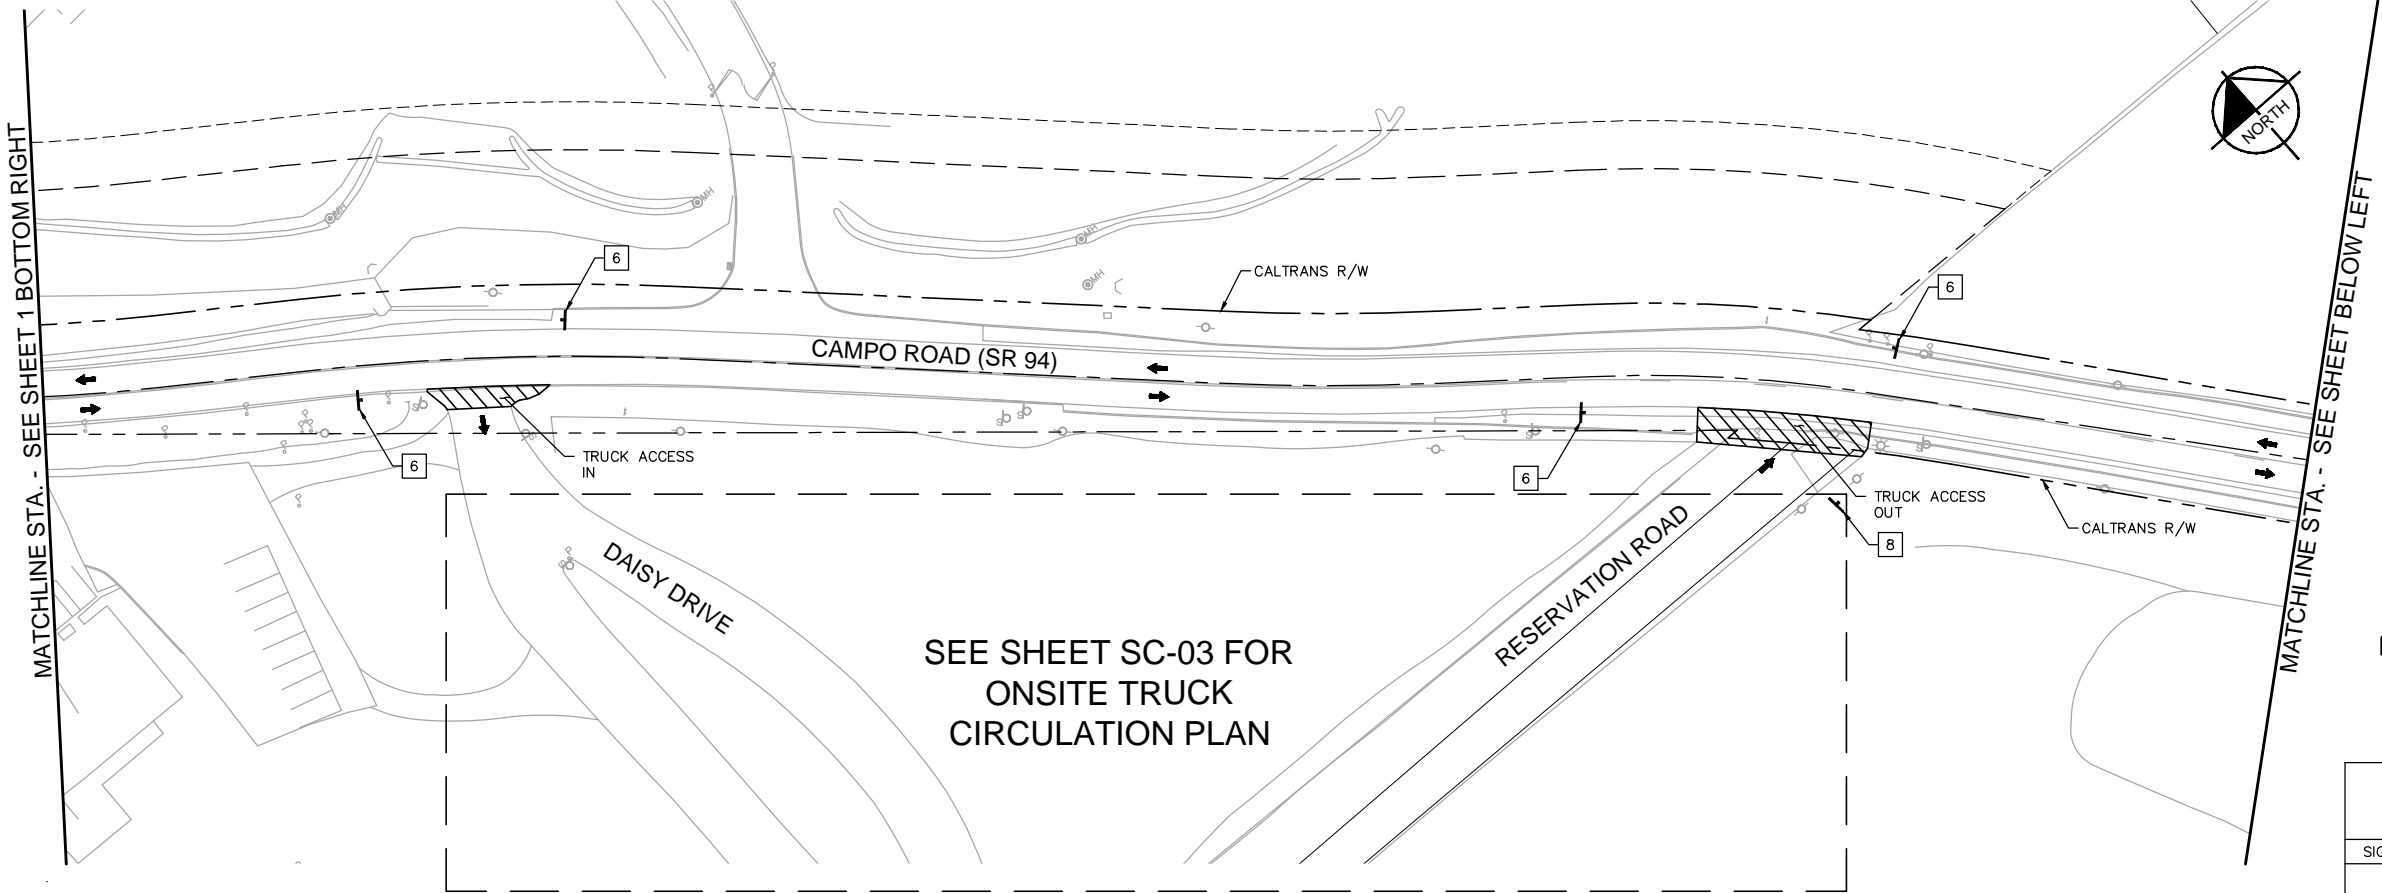 MATCHLINE STA. - SEE SHEET 1 BOTTOM RIGHT
NORTH
6
CALTRANS R/W
6
MH
MH
MH
MH
CAMPO ROAD (SR 94)
MATCHLINE STA. - SEE SHEET BELOW LEFT
TRUCK ACCESS
IN
6
6
TRUCK ACCESS
OUT
CALTRANS R/W
8
DAISY DRIVE
RESERVATION ROAD
SEE SHEET SC-03 FOR
ONSITE TRUCK
CIRCULATION PLAN